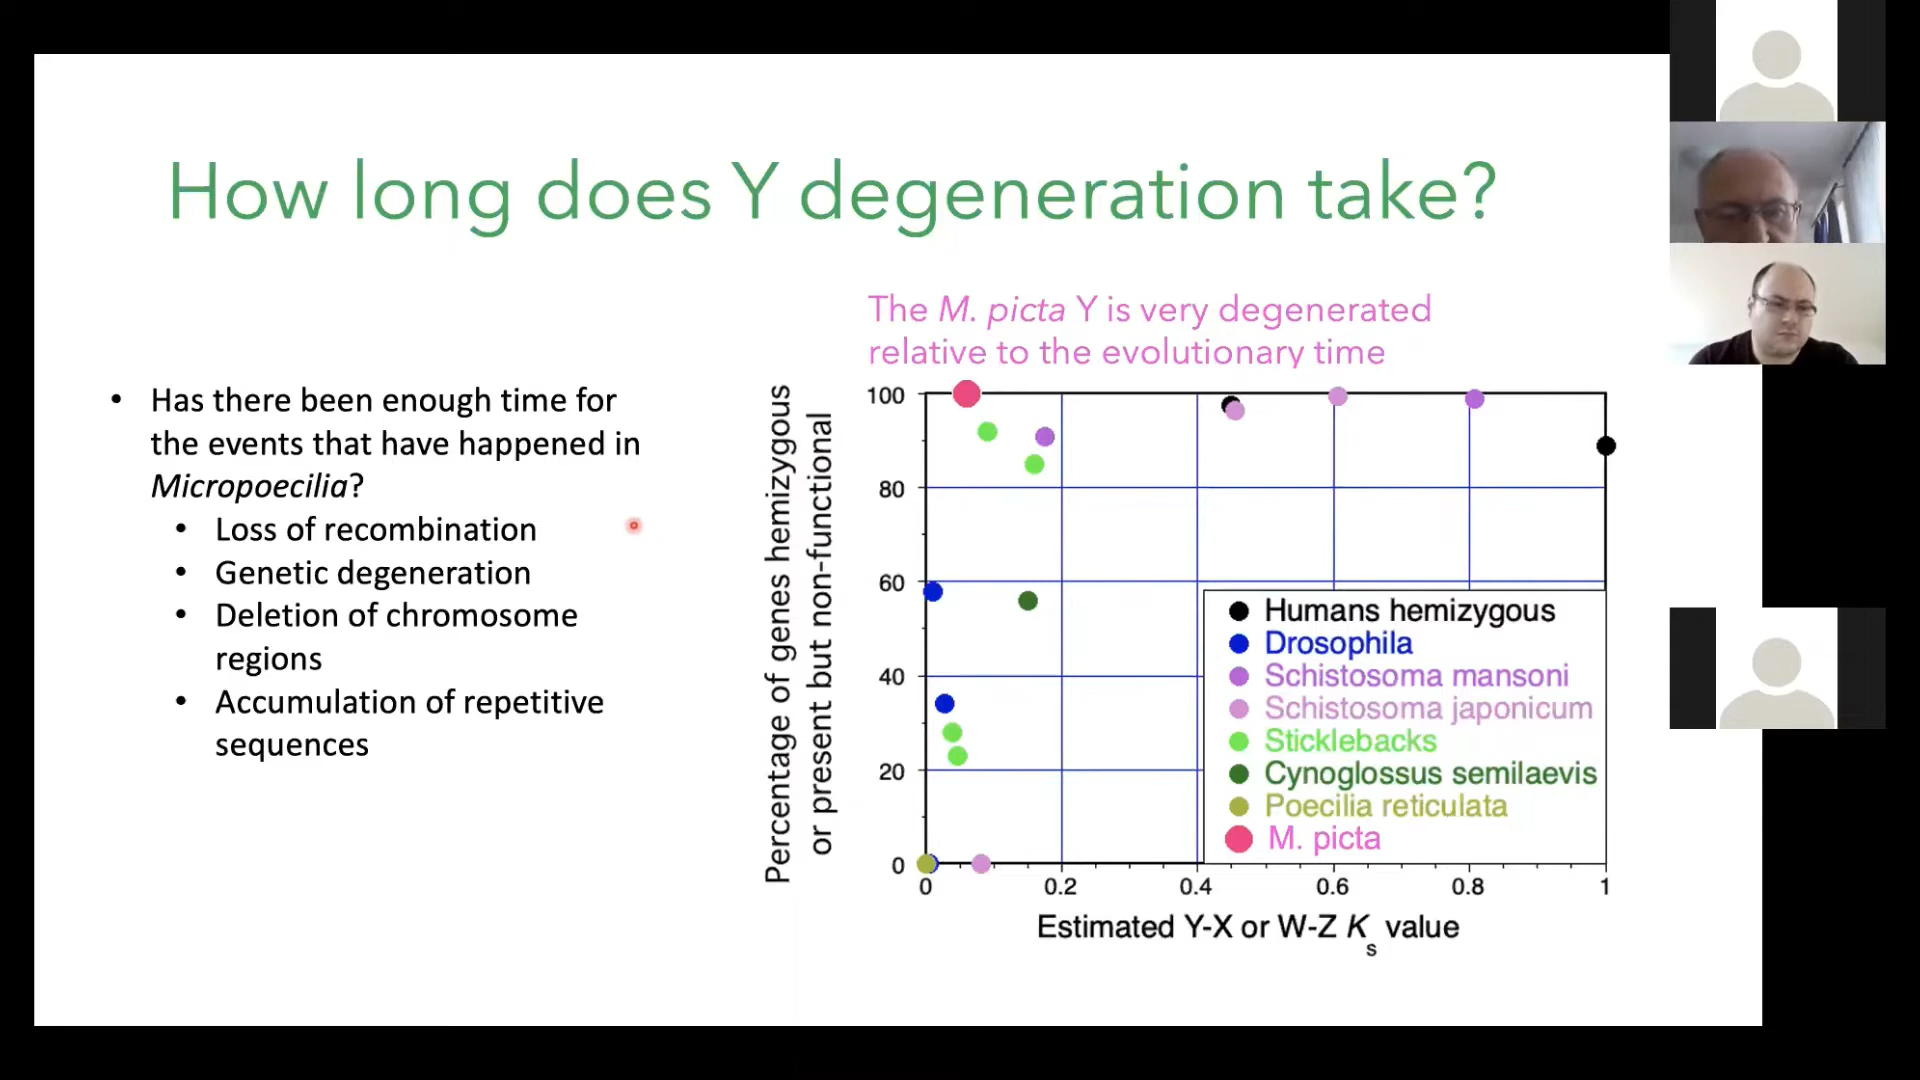 How long does Y degeneration take?
The M. picta Y is very degenerated
relative to the evolutionary time
• Has there been enough time for
the events that have happened in
Micropoecilia?
• Loss of recombination
• Genetic degeneration
• Deletion of chromosome
regions
• Accumulation of repetitive
sequences
Percentage of genes hemizygous
or present but non-functional
100
80
60
40
20
0
0 0.2 0.4 0.6 0.8 1
Estimated Y-X or W-Z Ks value
Humans hemizygous
Drosophila
Schistosoma mansoni
Schistosoma japonicum
Sticklebacks
Cynoglossus semilaevis
Poecilia reticulata
M. picta